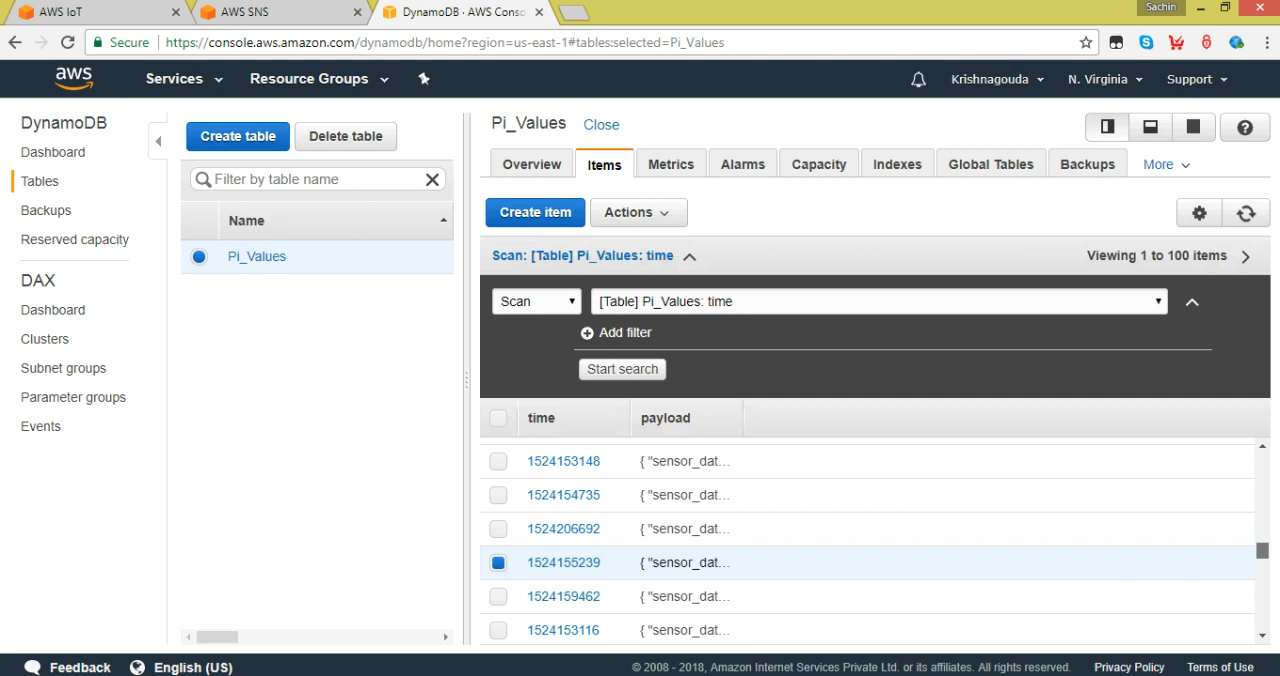 AWS IoT
AWS SNS
DynamoDB · AWS Conso
Sachin
Secure https://console.aws.amazon.com/dynamodb/home?region=us-east-1#tables:selected=Pi_Values
aws Services Resource Groups Krishnagouda N. Virginia Support
DynamoDB
Dashboard
Tables
Backups
Reserved capacity
DAX
Dashboard
Clusters
Subnet groups
Parameter groups
Events
Create table Delete table
Filter by table name
Name
Pi_Values
Pi_Values Close
Overview Items Metrics Alarms Capacity Indexes Global Tables Backups More
Create item Actions
Scan: [Table] Pi_Values: time Viewing 1 to 100 items
Scan [Table] Pi_Values: time
Add filter
Start search
time payload
1524153148 { "sensor_dat...
1524154735 { "sensor_dat...
1524206692 { "sensor_dat...
1524155239 { "sensor_dat...
1524159462 { "sensor_dat...
1524153116 { "sensor_dat...
Feedback English (US) © 2008 - 2018, Amazon Internet Services Private Ltd. or its affiliates. All rights reserved. Privacy Policy Terms of Use